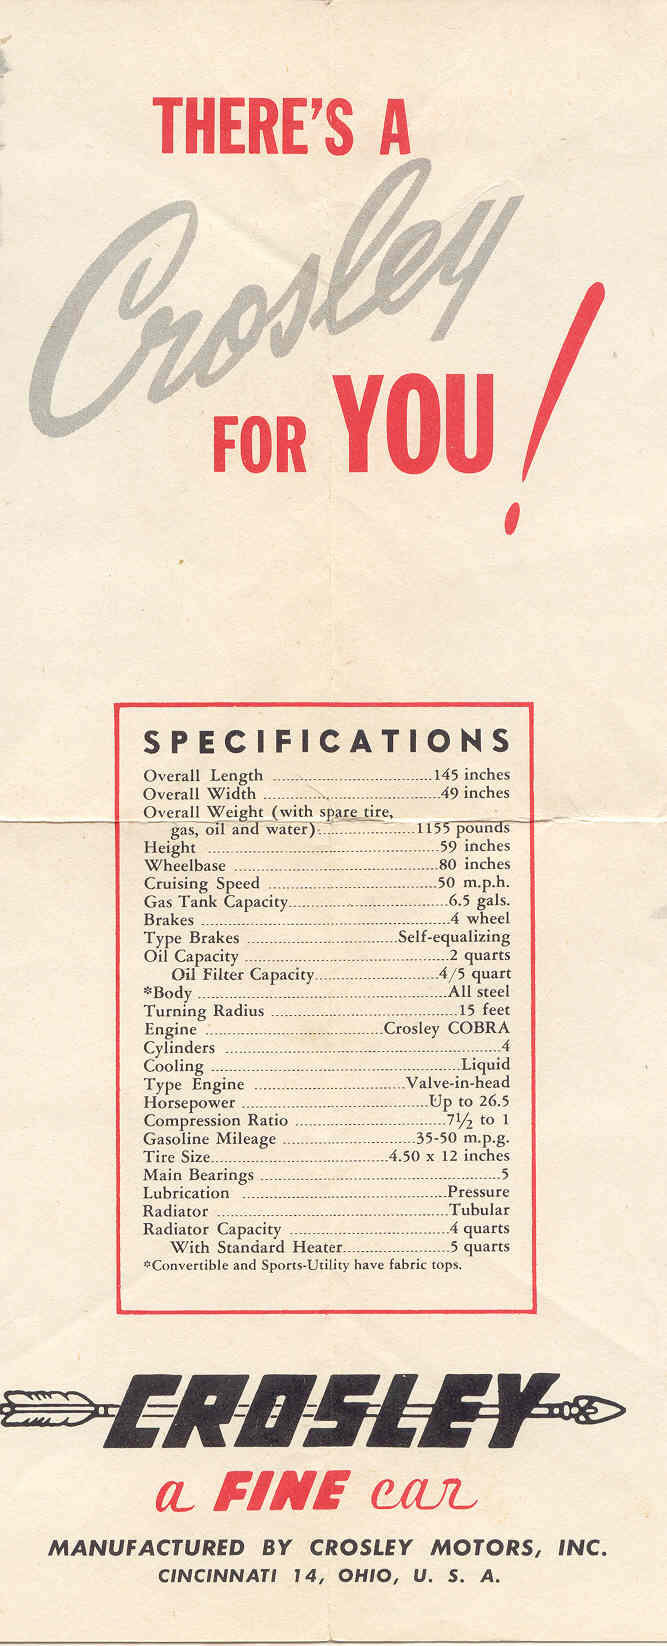 THERE'S A
Crosley
FOR YOU!
SPECIFICATIONS
Overall Length ........ 145 inches
Overall Width ........ 49 inches
Overall Weight (with spare tire,
gas, oil and water) ........ 1155 pounds
Height ........ 59 inches
Wheelbase ........ 80 inches
Cruising Speed ........ 50 m.p.h.
Gas Tank Capacity ........ 6.5 gals.
Brakes ........ 4 wheel
Type Brakes ........ Self-equalizing
Oil Capacity ........ 2 quarts
Oil Filter Capacity ........ 4/5 quart
*Body ........ All steel
Turning Radius ........ 15 feet
Engine ........ Crosley COBRA
Cylinders ........ 4
Cooling ........ Liquid
Type Engine ........ Valve-in-head
Horsepower ........ Up to 26.5
Compression Ratio ........ 7½ to 1
Gasoline Mileage ........ 35-50 m.p.g.
Tire Size ........ 4.50 x 12 inches
Main Bearings ........ 5
Lubrication ........ Pressure
Radiator ........ Tubular
Radiator Capacity ........ 4 quarts
With Standard Heater ........ 5 quarts
*Convertible and Sports-Utility have fabric tops.
CROSLEY
a FINE car
MANUFACTURED BY CROSLEY MOTORS, INC.
CINCINNATI 14, OHIO, U. S. A.